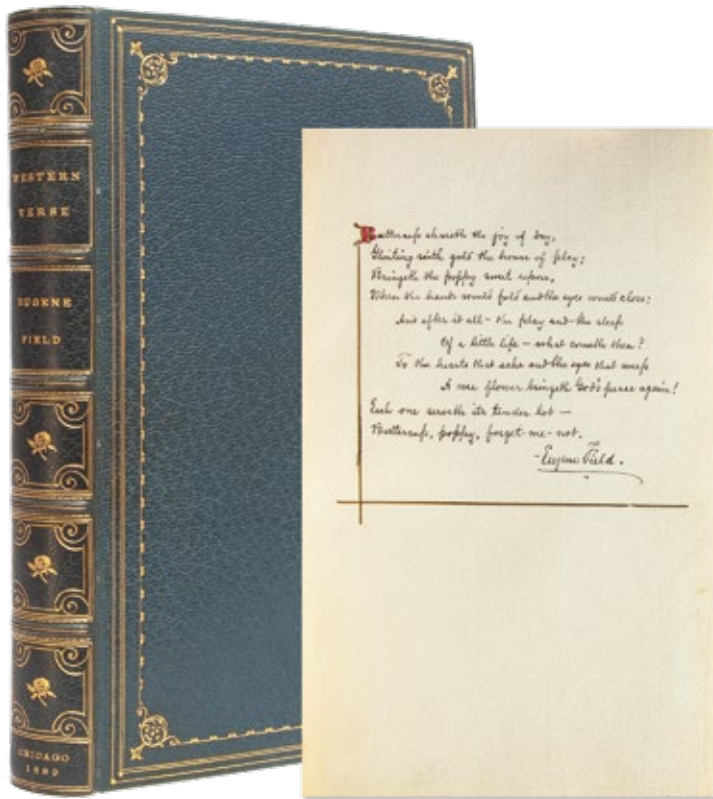 WESTERN
VERSE
EUGENE
FIELD
CHICAGO
1889
Buttercup shareth the joy of day,
Glinting with gold the hours of play;
Bringeth the poppy sweet repose,
When the hands would fold and the eyes would close;
And after it all – the play and the sleep
Of a little life – what cometh then?
To the hearts that ache and the eyes that weep
A wee flower bringeth God's peace again!
Each one serveth its tender lot –
Buttercup, poppy, forget-me-not.
- Eugene Field.